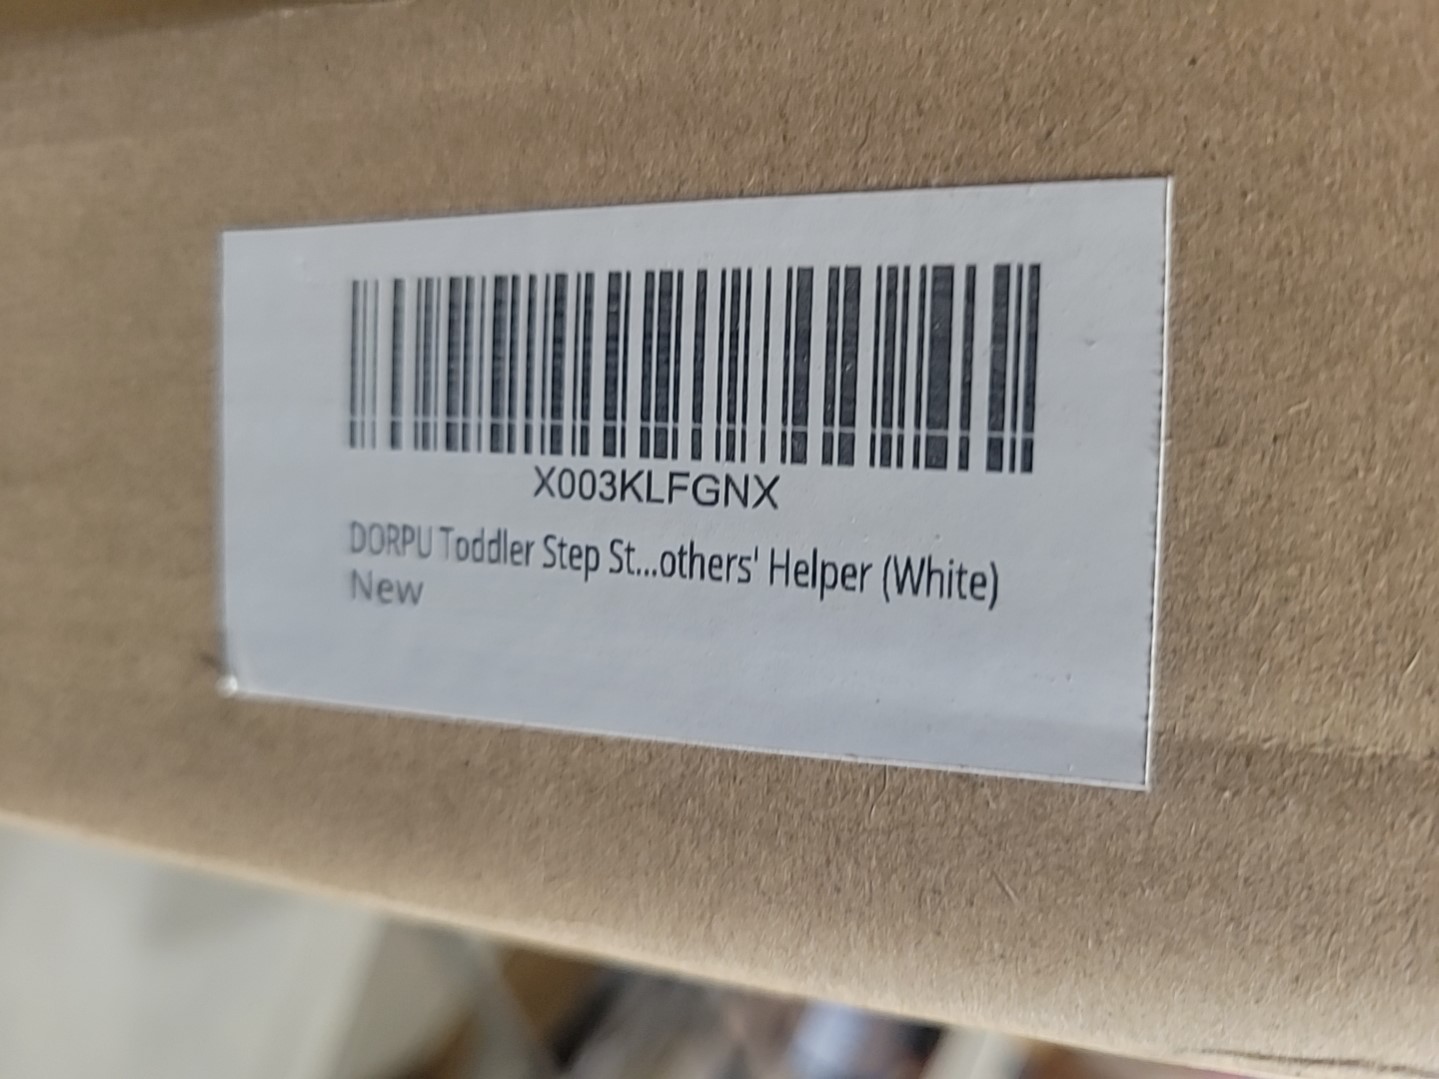 X003KLFGNX
DORPU Toddler Step St...others' Helper (White)
New